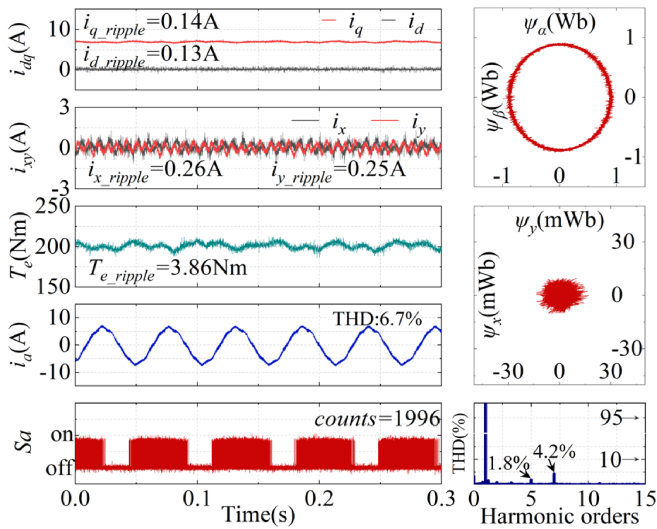 i_q_ripple=0.14A
i_q i_d
i_d_ripple=0.13A
10
5
0
i_dq(A)
3
i_x i_y
0
i_x_ripple=0.26A i_y_ripple=0.25A
-3
i_xy(A)
250
200
T_e_ripple=3.86Nm
150
T_e(Nm)
THD:6.7%
10
0
-10
i_a(A)
counts=1996
on
off
Sa
0.0 0.1 0.2 0.3
Time(s)
ψ_α(Wb)
1
0
-1
ψ_β(Wb)
-1 0 1
ψ_y(mWb)
30
0
-30
ψ_x(mWb)
-30 0 30
THD(%)
95
4.2%
1.8%
10
0 5 10 15
Harmonic orders